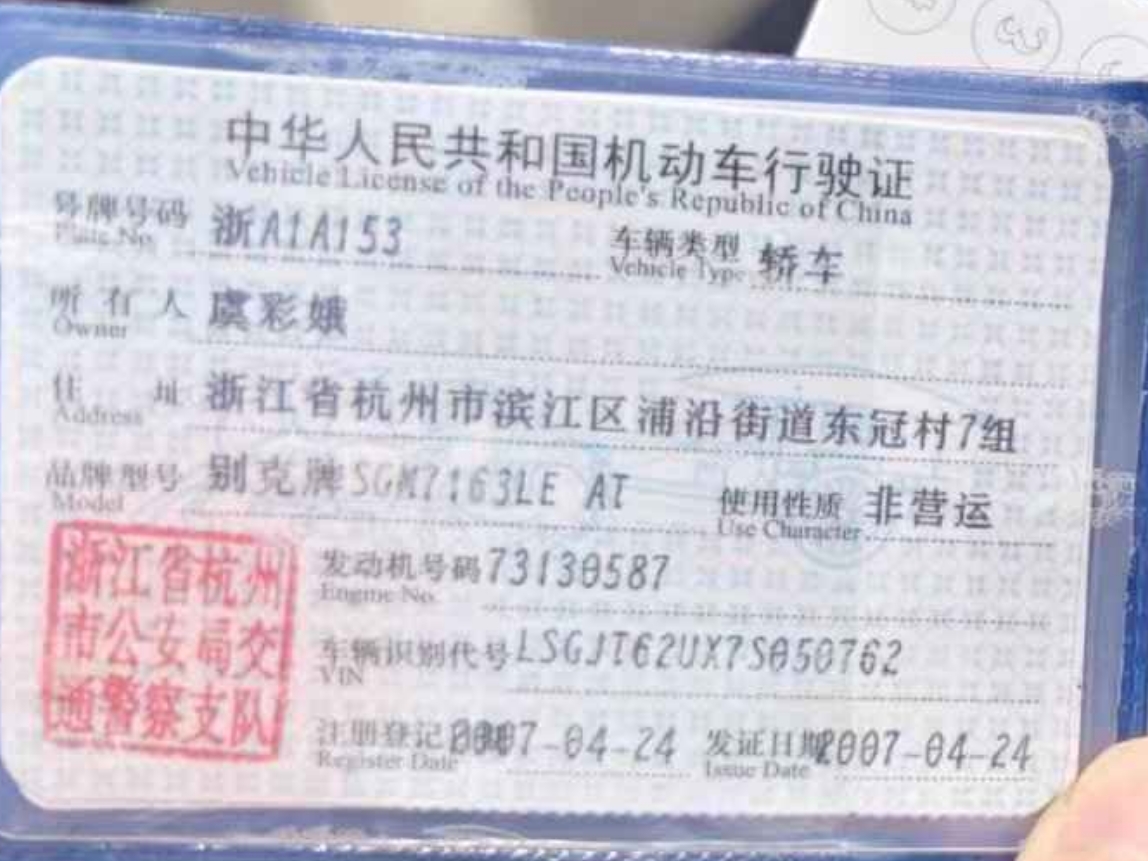 中华人民共和国机动车行驶证
Vehicle License of the People's Republic of China
号牌号码 浙A1A153 车辆类型 轿车
Plate No. Vehicle Type
所有人 虞彩娥
Owner
住址 浙江省杭州市滨江区浦沿街道东冠村7组
Address
品牌型号 别克牌SGM7163LE AT 使用性质 非营运
Model Use Character
浙江省杭州市公安局交通警察支队
发动机号码 73130587
Engine No.
车辆识别代号 LSGJT62UX7S050762
VIN
注册登记 2007-04-24 发证日期 2007-04-24
Register Date Issue Date